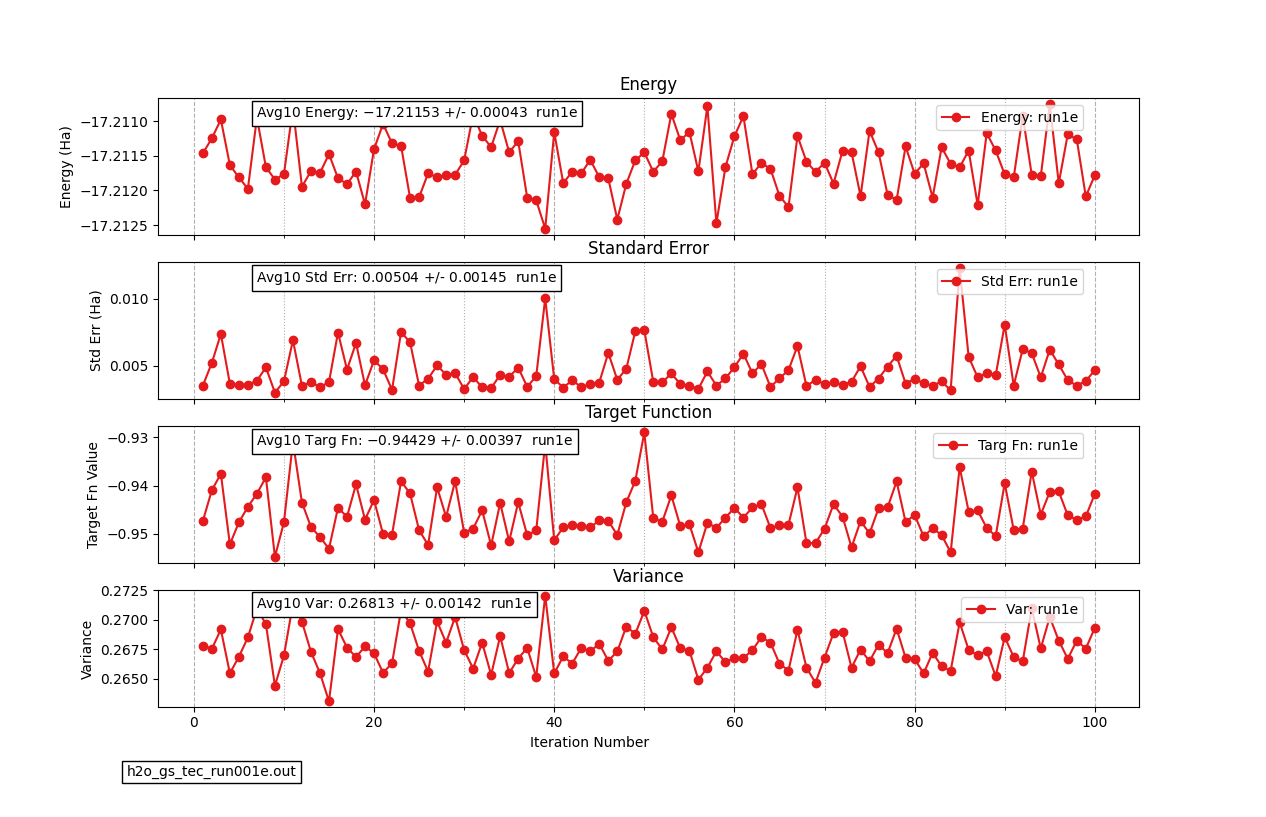 Energy
Avg10 Energy: −17.21153 +/- 0.00043 run1e
Energy: run1e
−17.2110
−17.2115
−17.2120
−17.2125
Energy (Ha)
Standard Error
Avg10 Std Err: 0.00504 +/- 0.00145 run1e
Std Err: run1e
0.010
0.005
Std Err (Ha)
Target Function
Avg10 Targ Fn: −0.94429 +/- 0.00397 run1e
Targ Fn: run1e
−0.93
−0.94
−0.95
Target Fn Value
Variance
Avg10 Var: 0.26813 +/- 0.00142 run1e
Var: run1e
0.2725
0.2700
0.2675
0.2650
Variance
0 20 40 60 80 100
Iteration Number
h2o_gs_tec_run001e.out